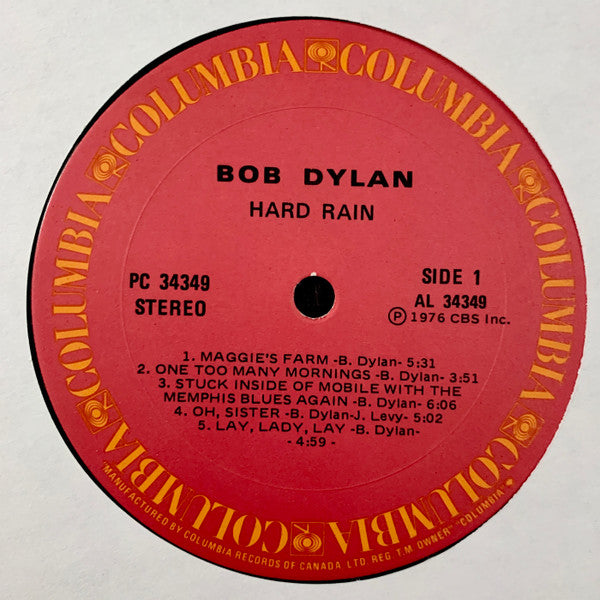 COLUMBIA COLUMBIA COLUMBIA COLUMBIA COLUMBIA COLUMBIA COLUMBIA COLUMBIA
BOB DYLAN
HARD RAIN
PC 34349
STEREO
SIDE 1
AL 34349
Ⓟ 1976 CBS Inc.
1. MAGGIE'S FARM -B. Dylan- 5:31
2. ONE TOO MANY MORNINGS -B. Dylan- 3:51
3. STUCK INSIDE OF MOBILE WITH THE
MEMPHIS BLUES AGAIN -B. Dylan- 6:06
4. OH, SISTER -B. Dylan-J. Levy- 5:02
5. LAY, LADY, LAY -B. Dylan-
- 4:59 -
"MANUFACTURED BY COLUMBIA RECORDS OF CANADA LTD REG. T.M OWNER" "COLUMBIA"